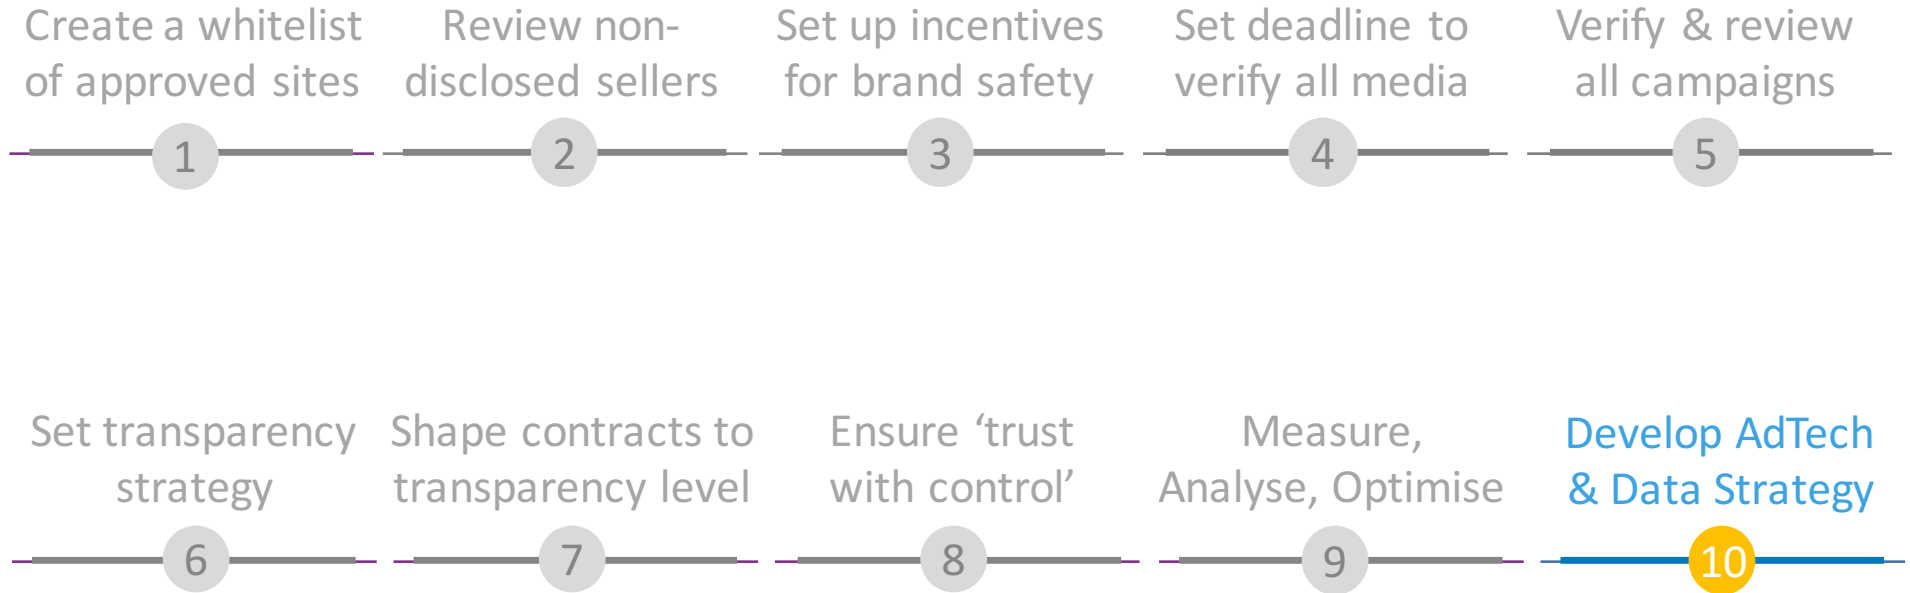 Create a whitelist
of approved sites
1
Review non-
disclosed sellers
2
Set up incentives
for brand safety
3
Set deadline to
verify all media
4
Verify & review
all campaigns
5
Set transparency
strategy
6
Shape contracts to
transparency level
7
Ensure ‘trust
with control’
8
Measure,
Analyse, Optimise
9
Develop AdTech
& Data Strategy
10